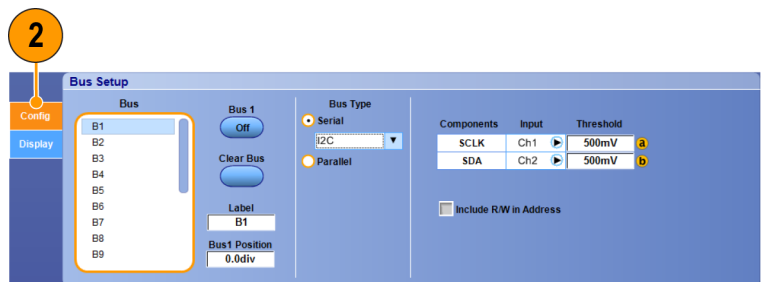 2
Bus Setup
Config
Display
Bus
B1
B2
B3
B4
B5
B6
B7
B8
B9
Bus 1
Off
Clear Bus
Label
B1
Bus1 Position
0.0div
Bus Type
Serial
I2C
Parallel
Components Input Threshold
SCLK Ch1 500mV a
SDA Ch2 500mV b
Include R/W in Address